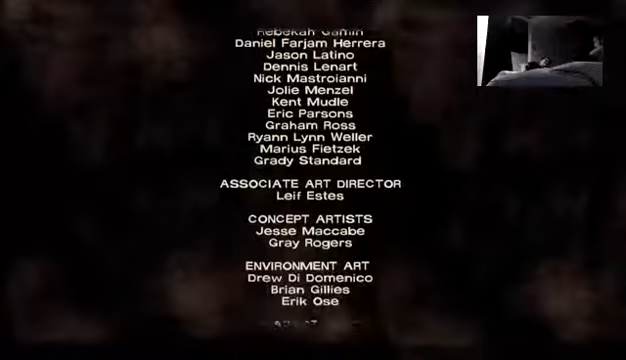 Rebekah Gamin
Daniel Farjam Herrera
Jason Latino
Dennis Lenart
Nick Mastroianni
Jolie Menzel
Kent Mudle
Eric Parsons
Graham Ross
Ryann Lynn Weller
Marius Fietzek
Grady Standard
ASSOCIATE ART DIRECTOR
Leif Estes
CONCEPT ARTISTS
Jesse Maccabe
Gray Rogers
ENVIRONMENT ART
Drew Di Domenico
Brian Gillies
Erik Ose